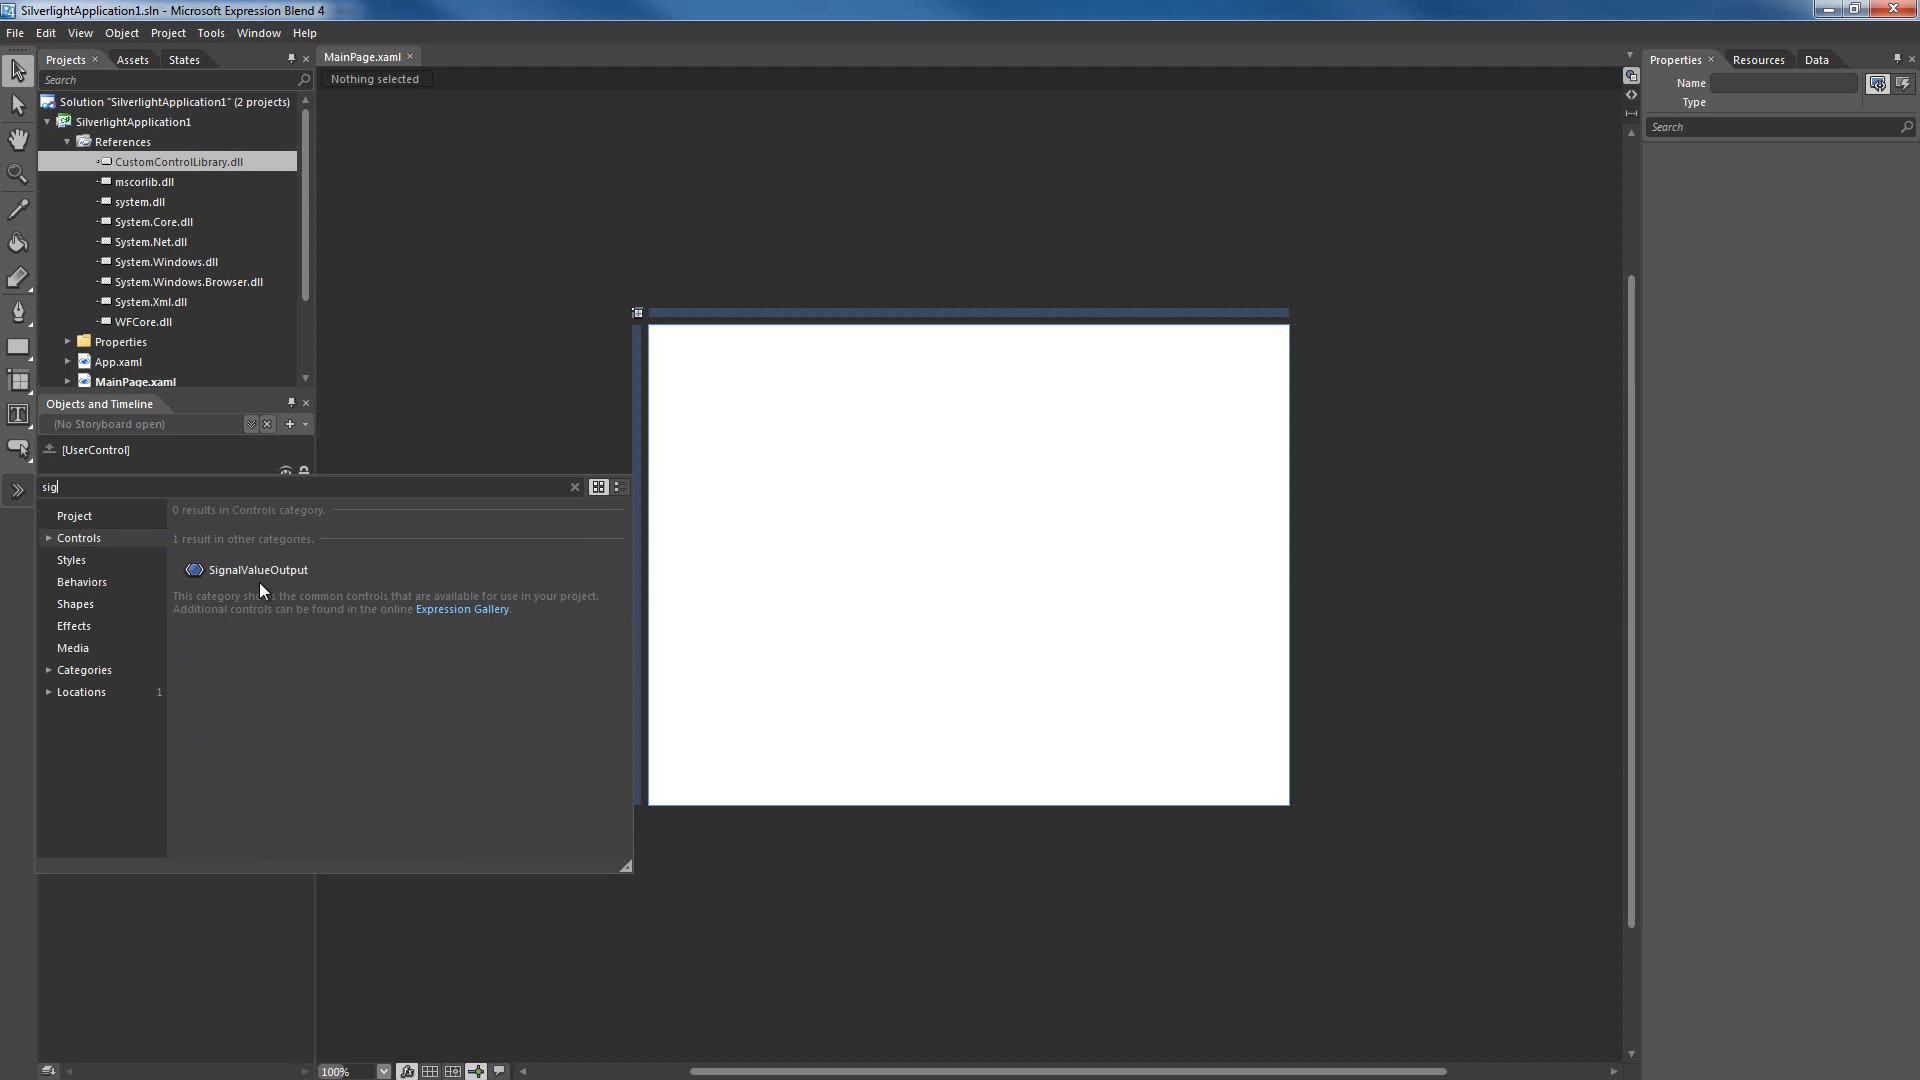 SilverlightApplication1.sln - Microsoft Expression Blend 4
File Edit View Object Project Tools Window Help
Projects Assets States
Search
Solution "SilverlightApplication1" (2 projects)
SilverlightApplication1
References
CustomControlLibrary.dll
mscorlib.dll
system.dll
System.Core.dll
System.Net.dll
System.Windows.dll
System.Windows.Browser.dll
System.Xml.dll
WFCore.dll
Properties
App.xaml
MainPage.xaml
Objects and Timeline
(No Storyboard open)
[UserControl]
sig
Project
Controls
Styles
Behaviors
Shapes
Effects
Media
Categories
Locations 1
0 results in Controls category.
1 result in other categories.
SignalValueOutput
This category the common controls that are available for use in your project.
Additional controls can be found in the online Expression Gallery.
MainPage.xaml
Nothing selected
100%
Properties Resources Data
Name
Type
Search